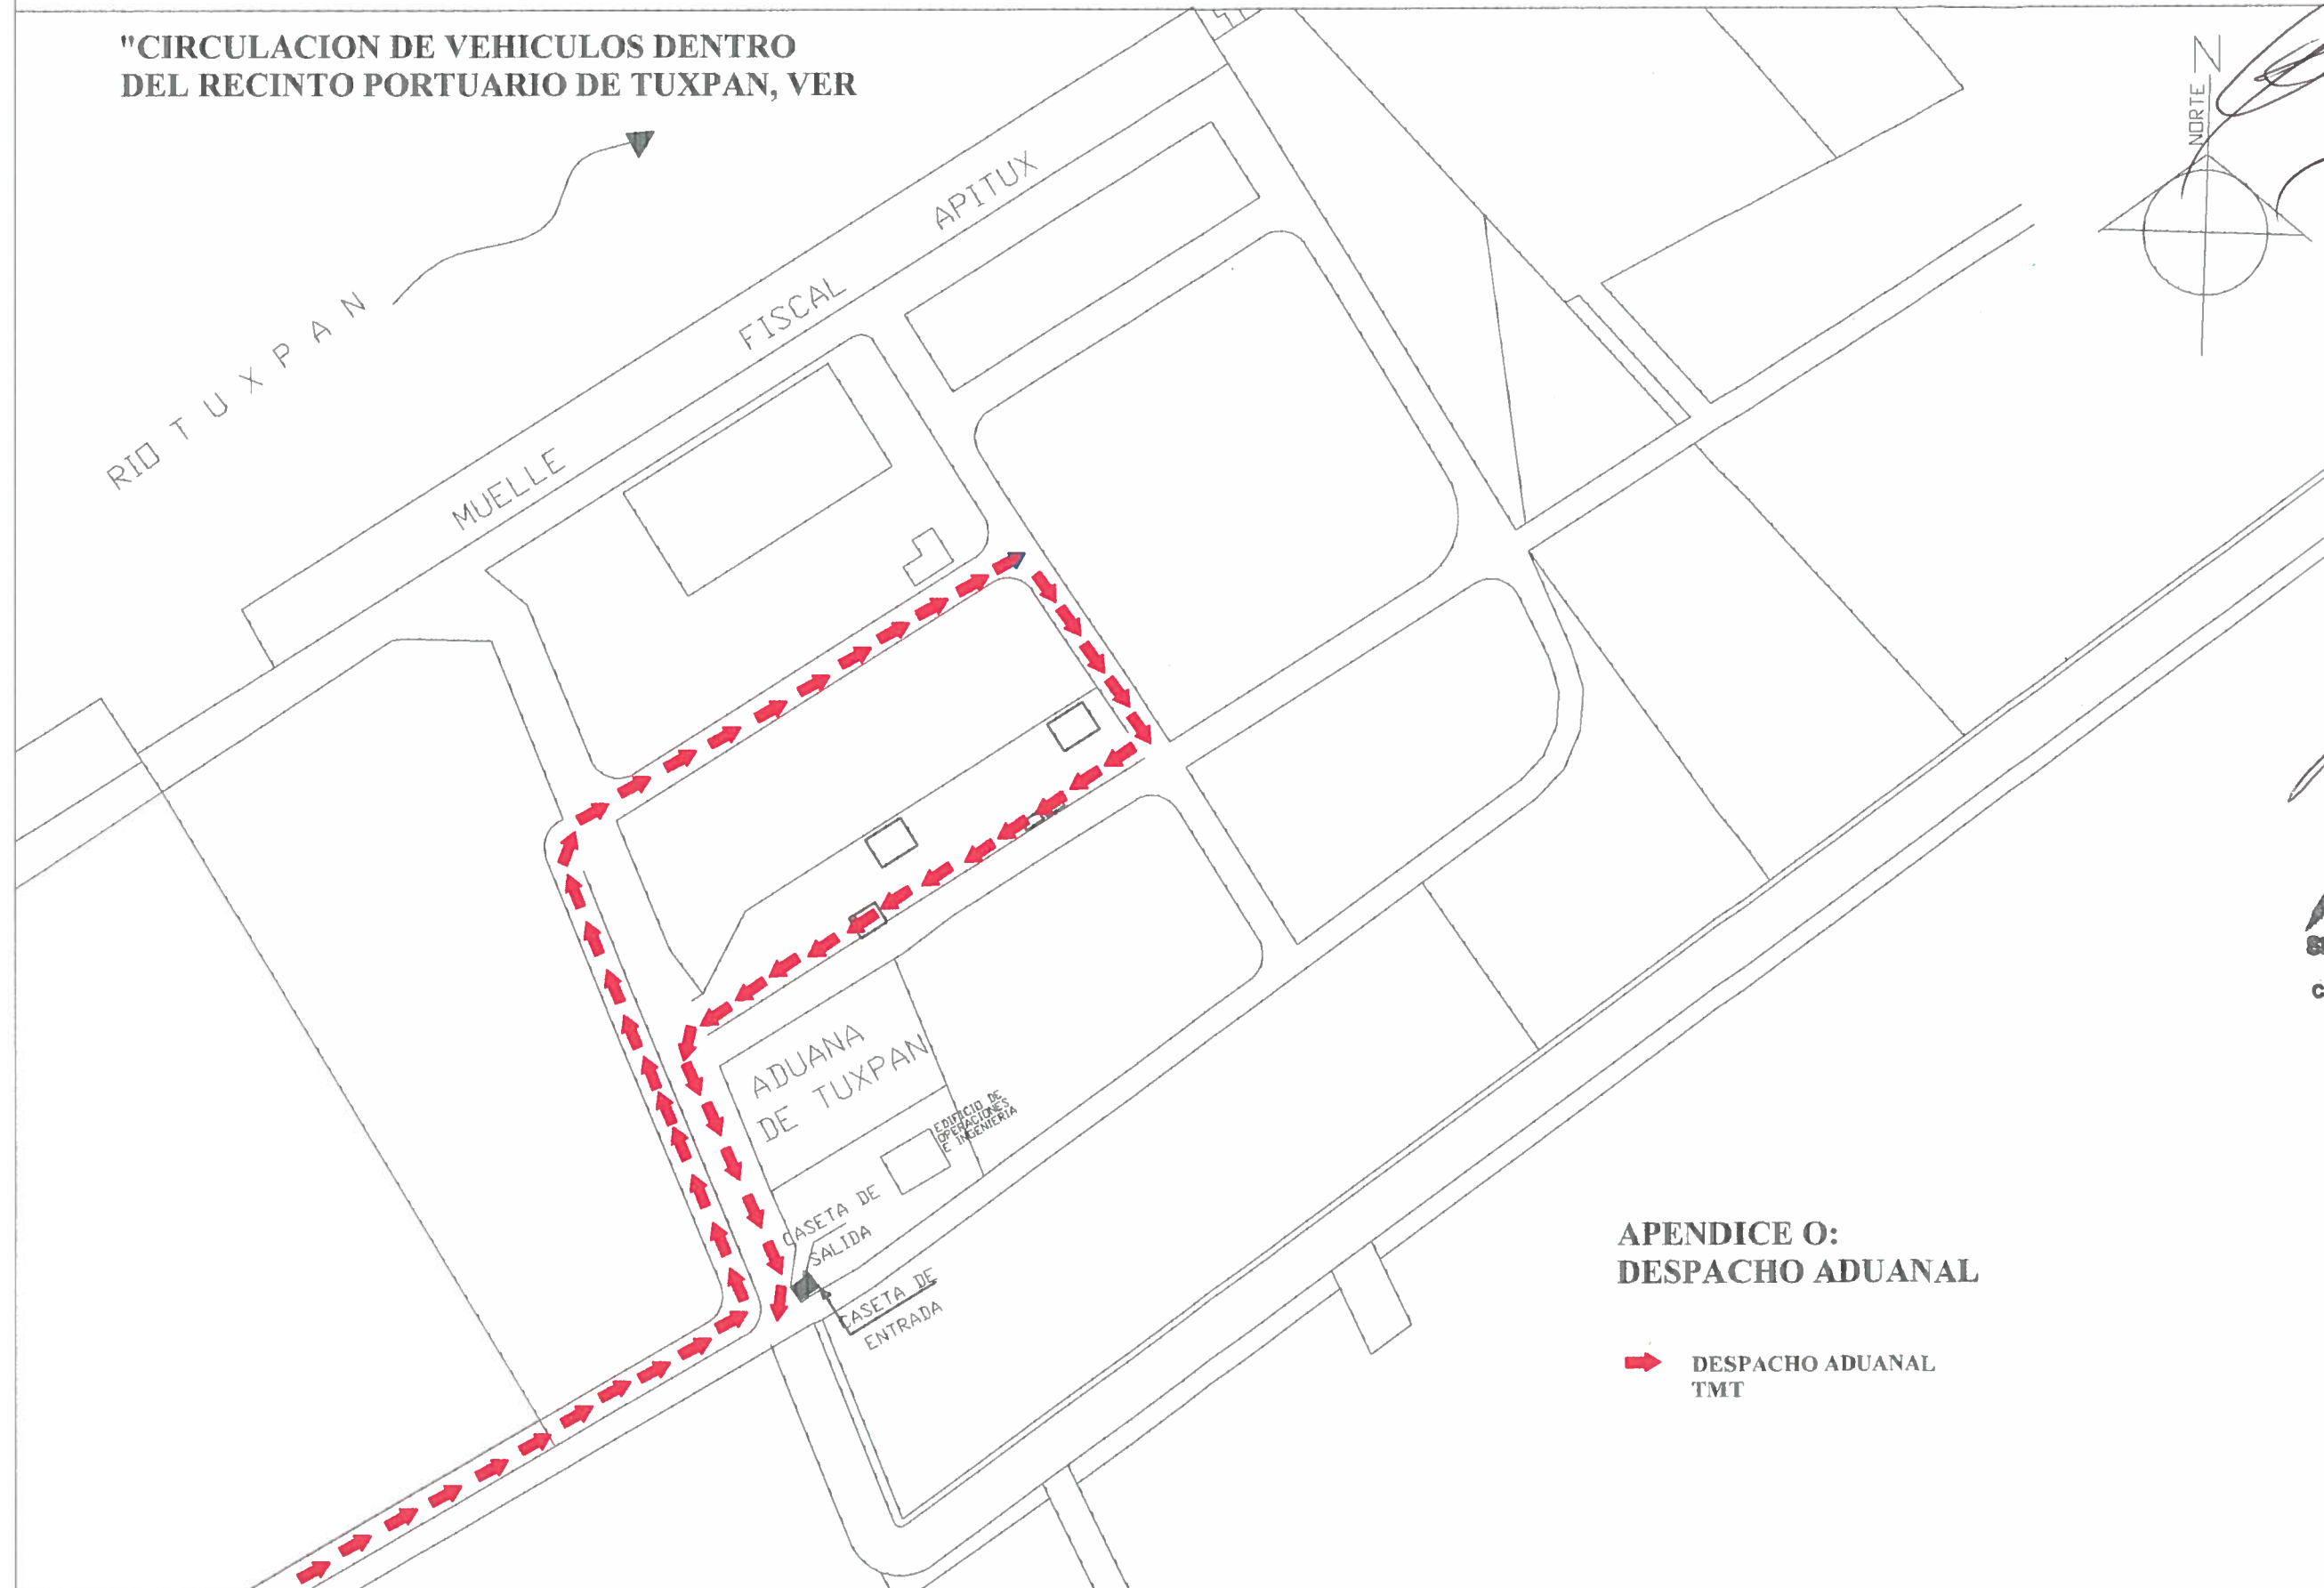 "CIRCULACION DE VEHICULOS DENTRO
DEL RECINTO PORTUARIO DE TUXPAN, VER
N
NORTE
RIO TUXPAN
MUELLE FISCAL APITUX
ADUANA
DE TUXPAN
EDIFICIO DE
OPERACIONES
E INGENIERIA
CASETA DE
SALIDA
CASETA DE
ENTRADA
APENDICE O:
DESPACHO ADUANAL
DESPACHO ADUANAL
TMT